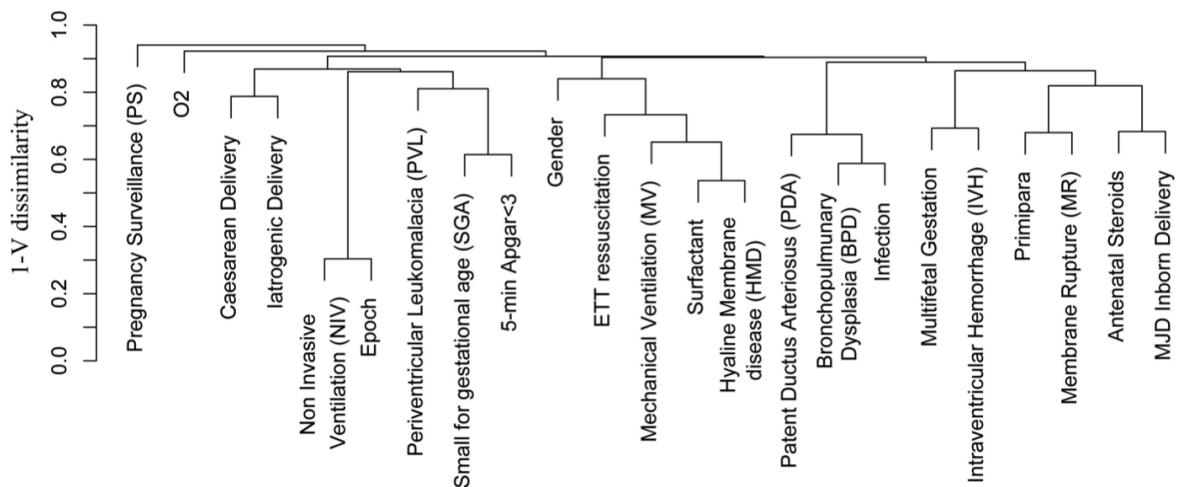 1-V dissimilarity
1.0
0.8
0.6
0.4
0.2
0.0
Pregnancy Surveillance (PS)
O2
Caesarean Delivery
Iatrogenic Delivery
Non Invasive
Ventilation (NIV)
Epoch
Periventricular Leukomalacia (PVL)
Small for gestational age (SGA)
5-min Apgar<3
Gender
ETT ressuscitation
Mechanical Ventilation (MV)
Surfactant
Hyaline Membrane
disease (HMD)
Patent Ductus Arteriosus (PDA)
Bronchopulmunary
Dysplasia (BPD)
Infection
Multifetal Gestation
Intraventricular Hemorrhage (IVH)
Primipara
Membrane Rupture (MR)
Antenatal Steroids
MJD Inborn Delivery